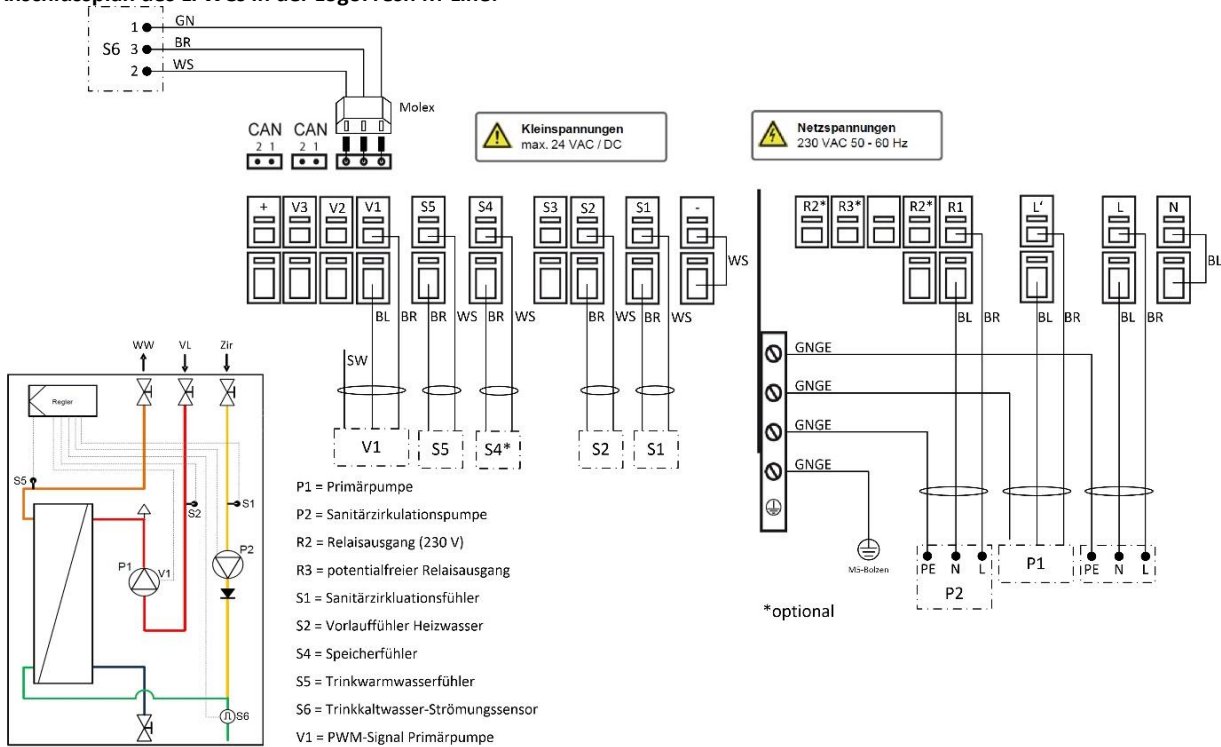 1 GN
S6 3 BR
2 WS
Molex
CAN CAN
2 1 2 1
Kleinspannungen
max. 24 VAC / DC
Netzspannungen
230 VAC 50 - 60 Hz
+ V3 V2 V1 S5 S4 S3 S2 S1 -
R2* R3* R2* R1 L' L N
WS
BL
BL BR BR WS BR WS BR WS BR WS
BL BR BL BR BL BR
SW
V1 S5 S4* S2 S1
GNGE
GNGE
GNGE
GNGE
M5-Bolzen
PE N L
P2
P1
PE N L
*optional
WW VL Zir
Regler
S5
S2
S1
P1
V1
P2
S6
P1 = Primärpumpe
P2 = Sanitärzirkulationspumpe
R2 = Relaisausgang (230 V)
R3 = potentialfreier Relaisausgang
S1 = Sanitärzirkluationsfühler
S2 = Vorlauffühler Heizwasser
S4 = Speicherfühler
S5 = Trinkwarmwasserfühler
S6 = Trinkkaltwasser-Strömungssensor
V1 = PWM-Signal Primärpumpe